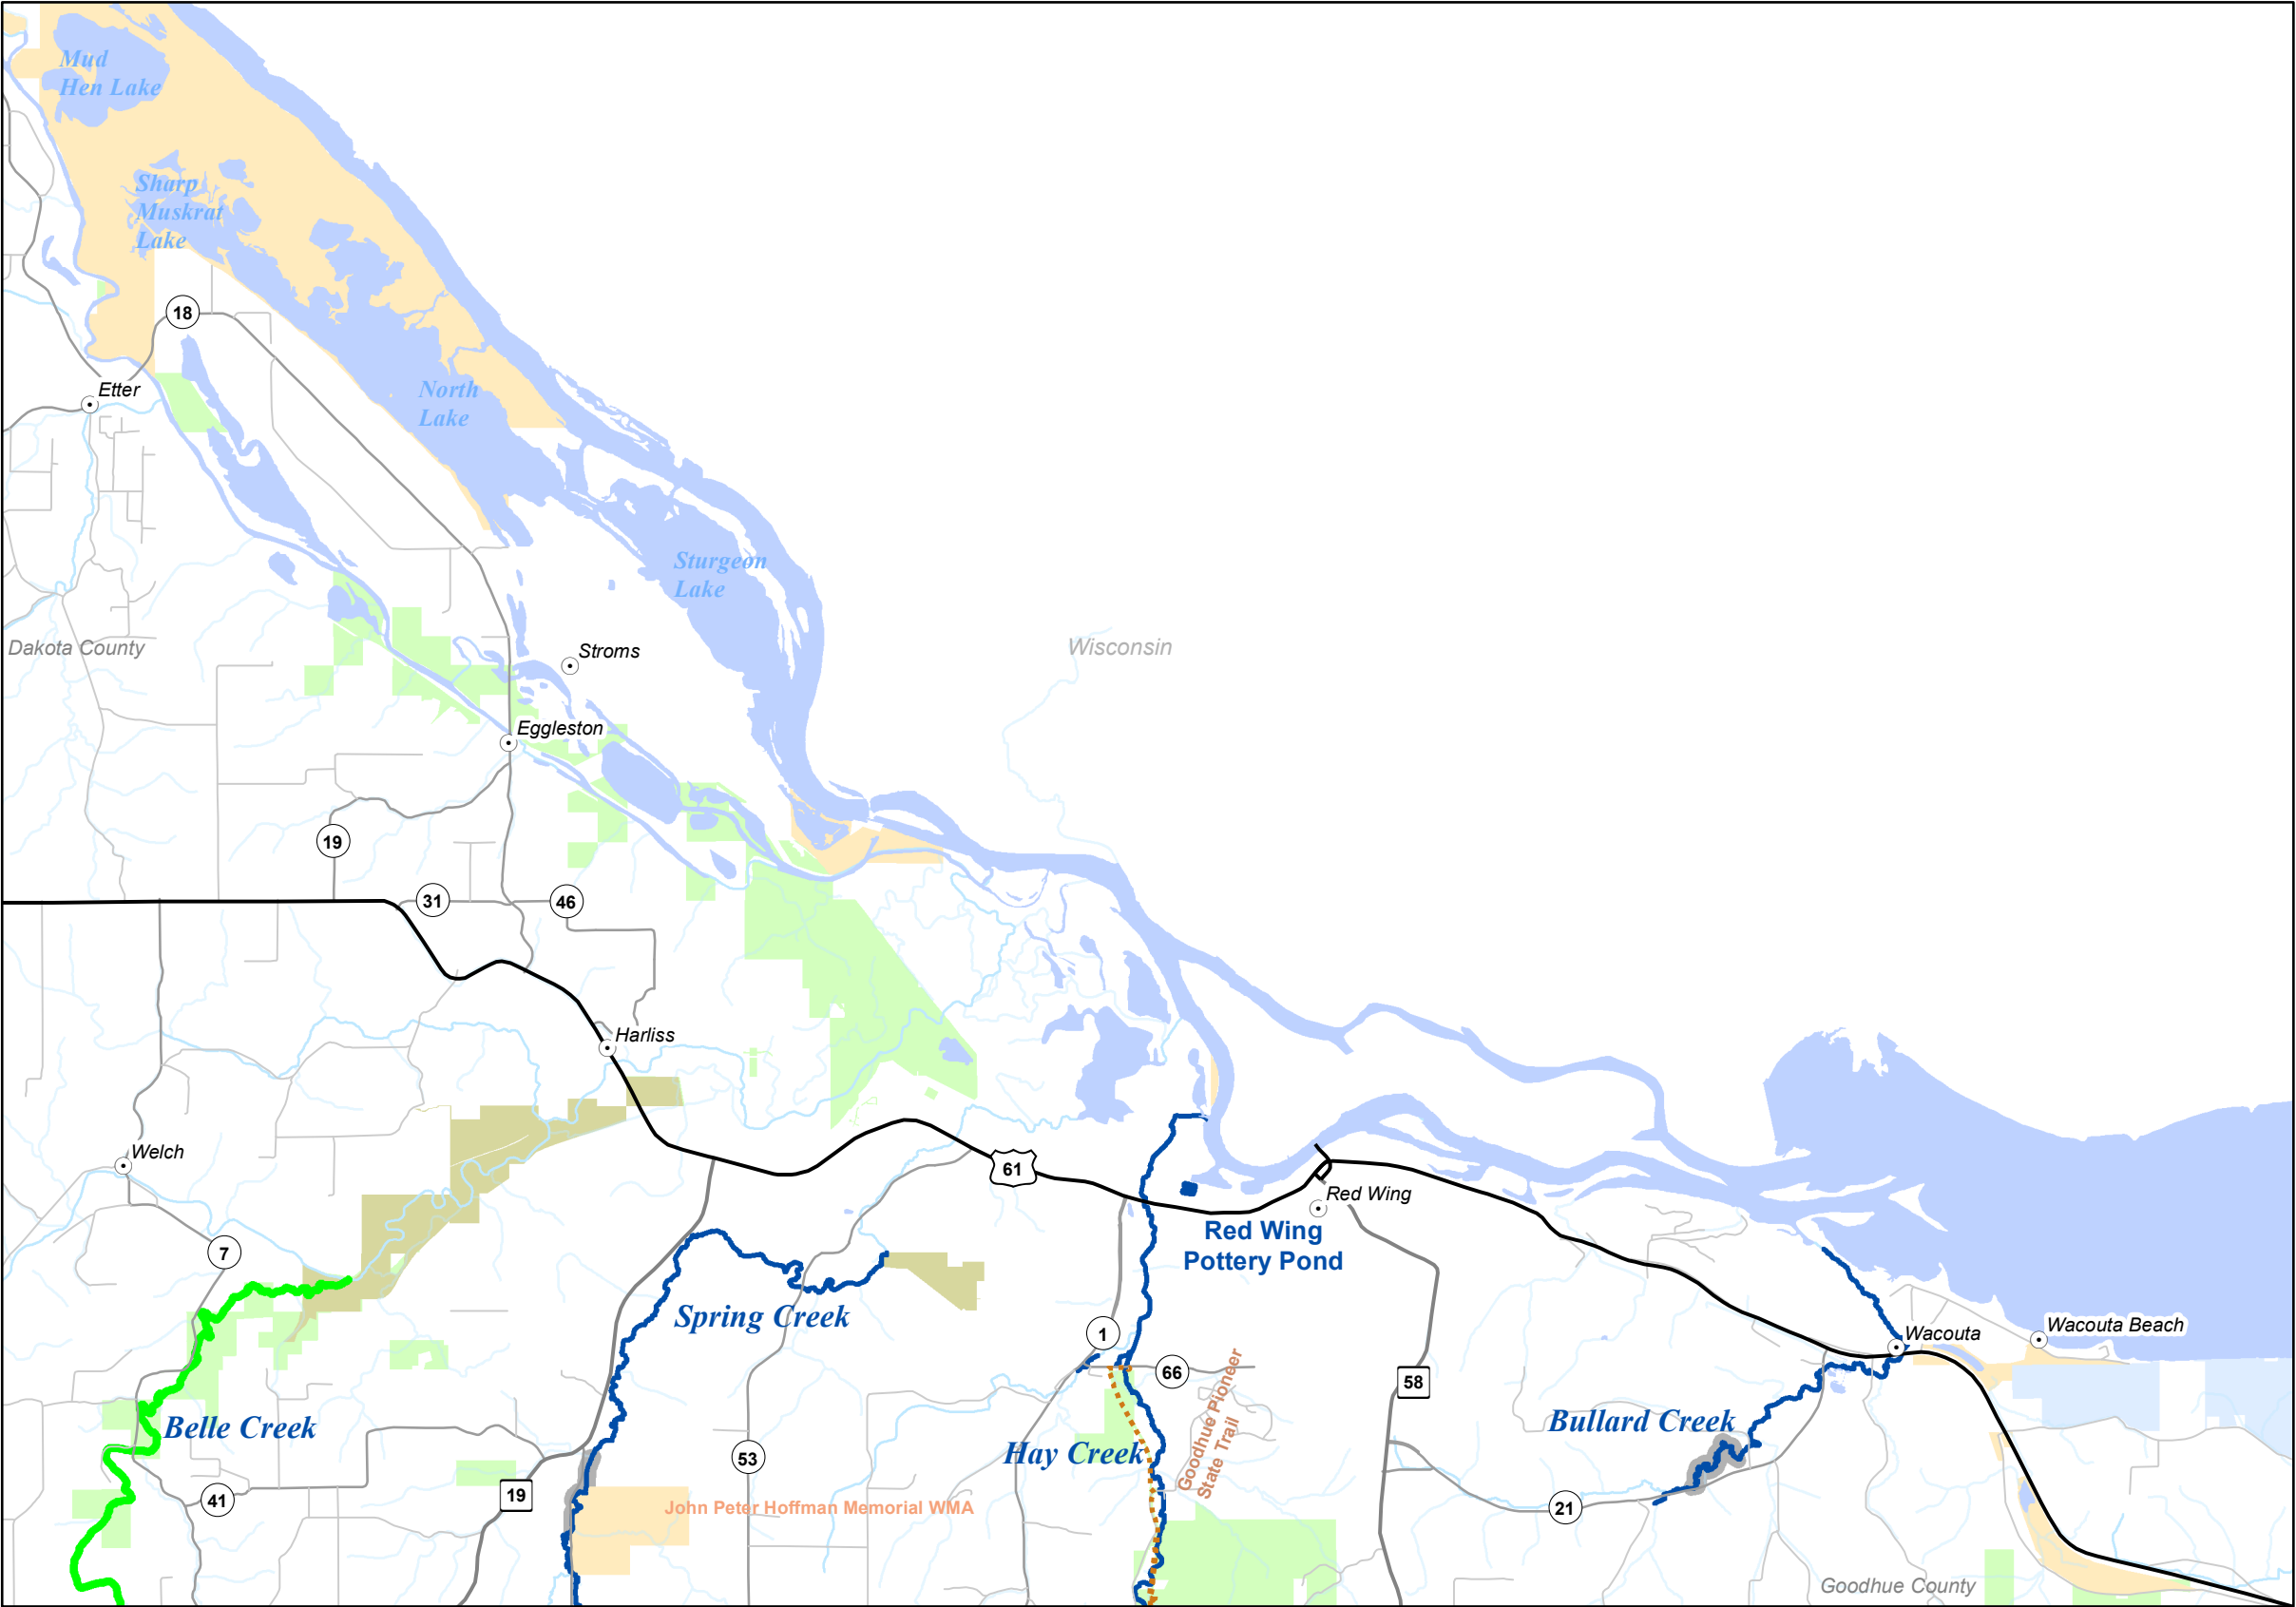 Mud
Hen Lake
Sharp
Muskrat
Lake
18
Etter
North
Lake
Sturgeon
Lake
Dakota County
Stroms
Wisconsin
Eggleston
19
31
46
Harliss
Welch
61
Red Wing
Red Wing
Pottery Pond
7
Spring Creek
1
66
Wacouta
Wacouta Beach
58
Goodhue Pioneer
State Trail
Belle Creek
Hay Creek
Bullard Creek
53
41
19
John Peter Hoffman Memorial WMA
21
Goodhue County